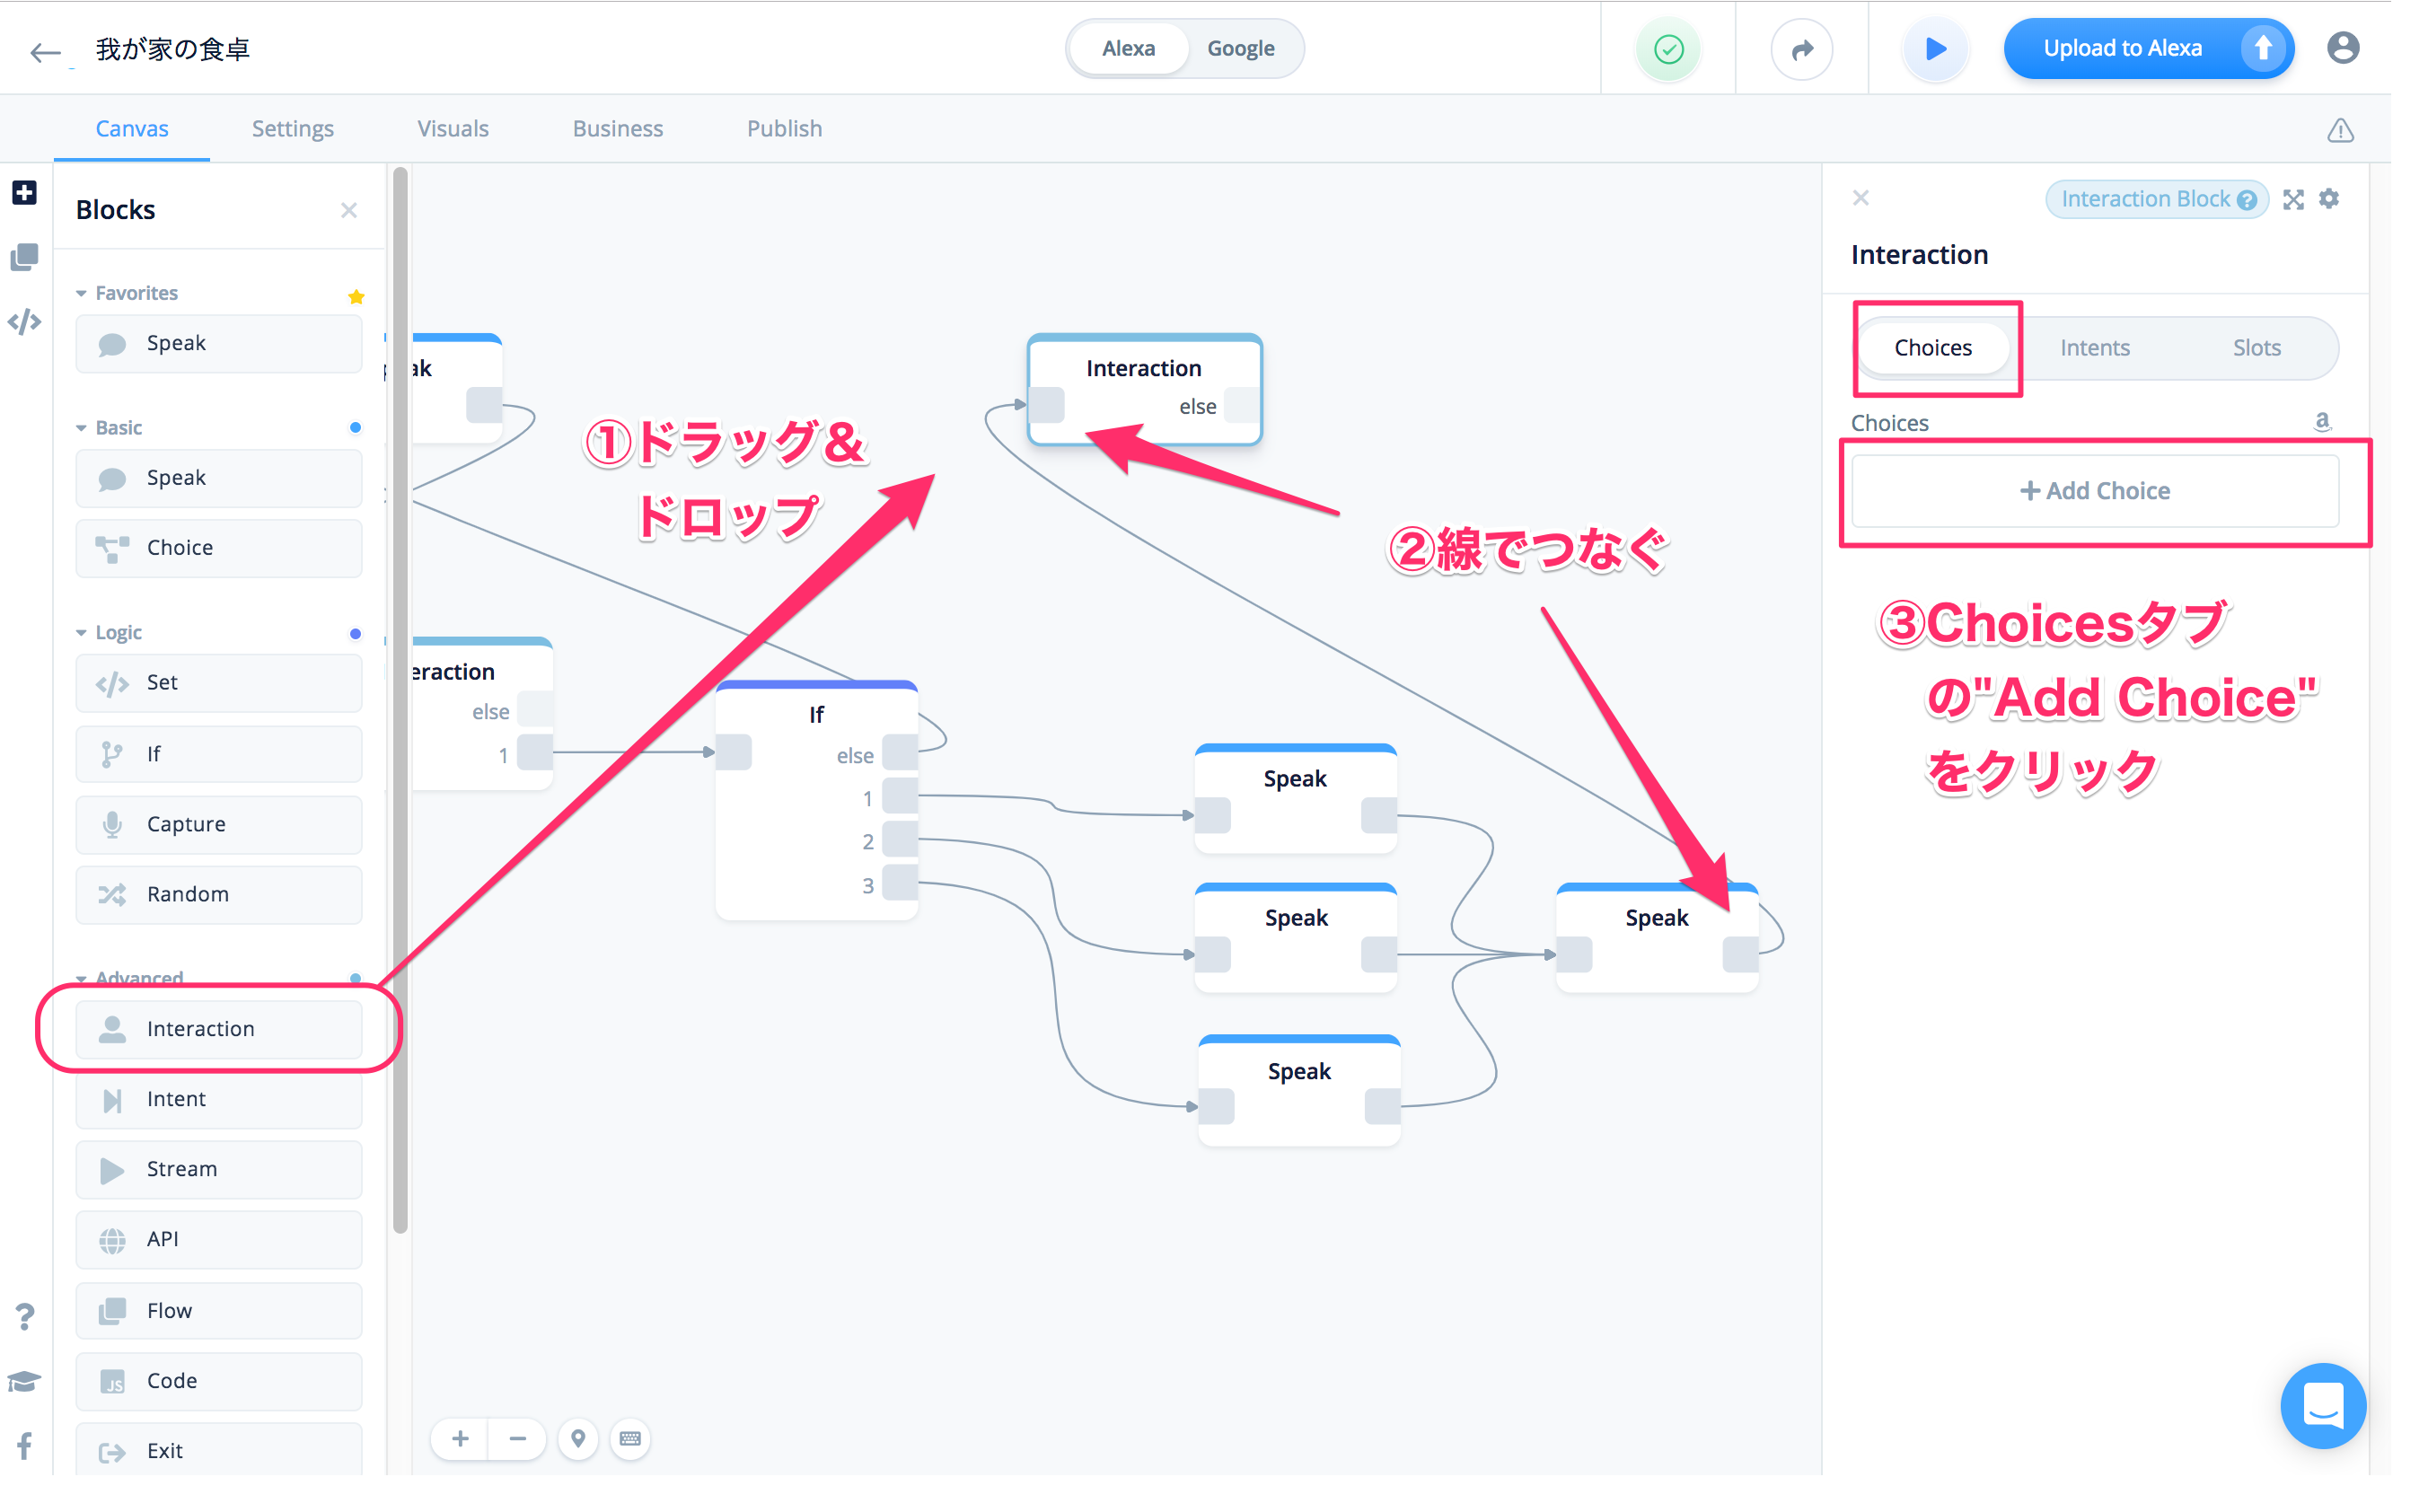 我が家の食卓
Alexa
Google
Upload to Alexa
Canvas
Settings
Visuals
Business
Publish
Blocks
Favorites
Speak
Basic
Speak
Choice
Logic
Set
If
Capture
Random
Advanced
Interaction
Intent
Stream
API
Flow
JS
Code
Exit
①ドラッグ&
ドロップ
Interaction
else
②線でつなぐ
eraction
else
1
If
else
1
2
3
Speak
Speak
Speak
Speak
Interaction Block
Interaction
Choices
Intents
Slots
Choices
+ Add Choice
③Choicesタブ
の"Add Choice"
をクリック